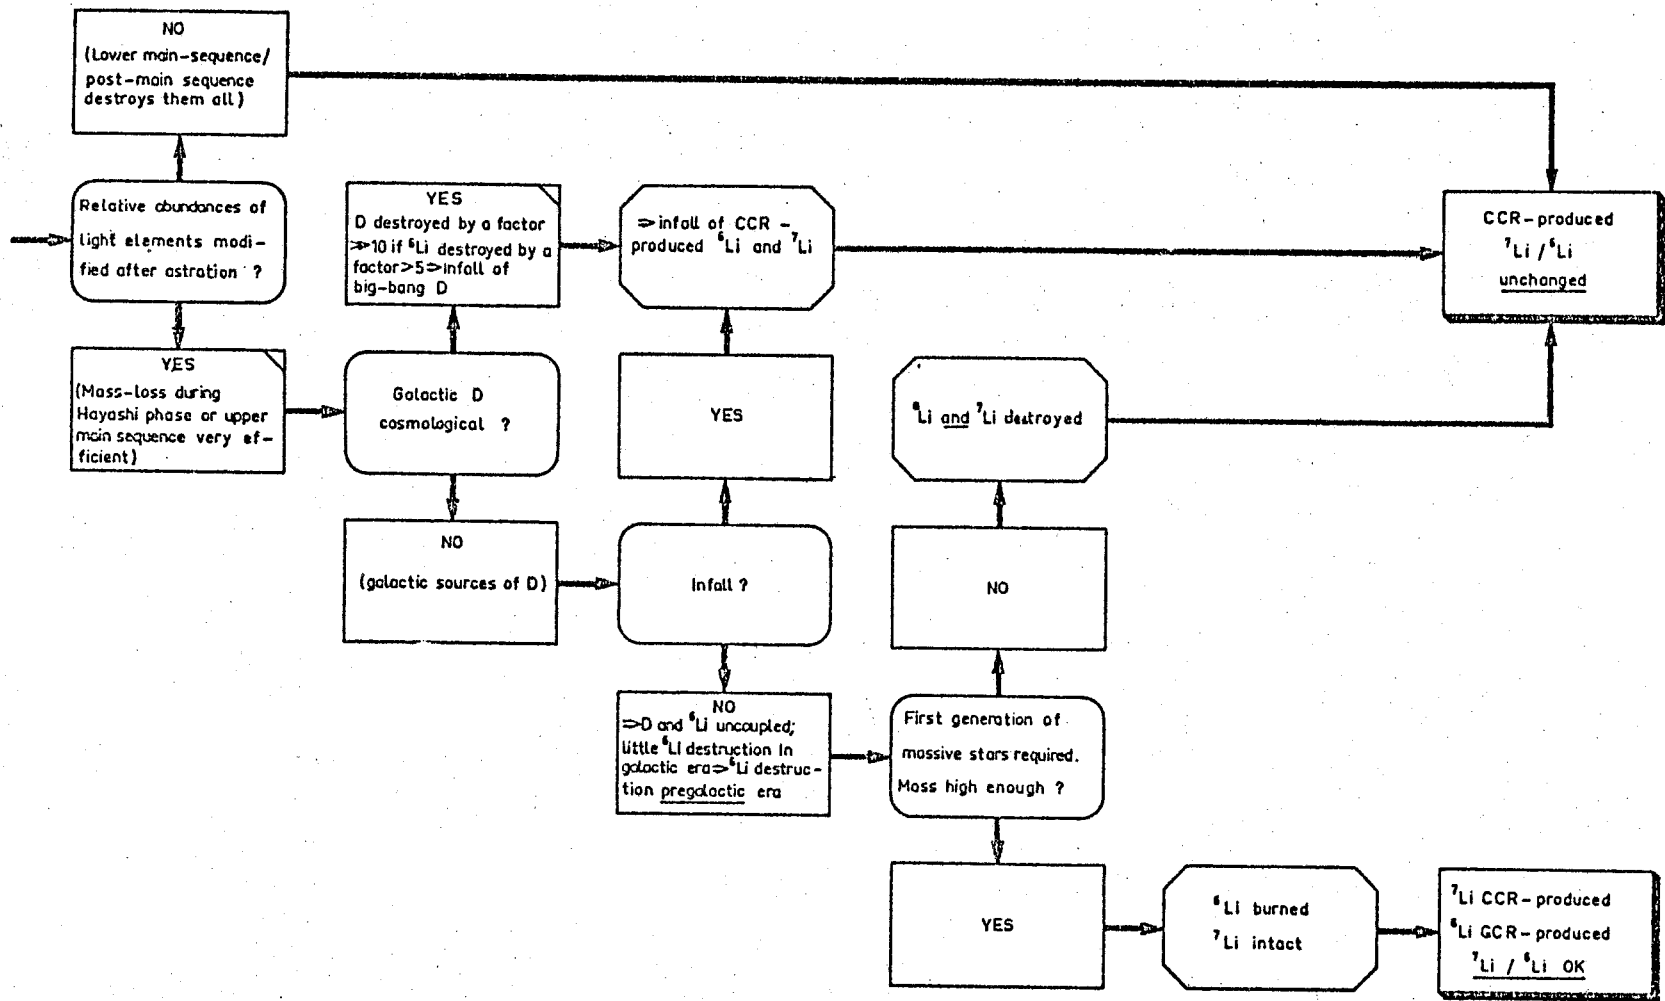 NO
(Lower main-sequence/
post-main sequence
destroys them all)
Relative abundances of
light elements modi-
fied after astration ?
YES
(Mass-loss during
Hayashi phase or upper
main sequence very ef-
ficient)
YES
D destroyed by a factor
≫10 if ⁶Li destroyed by a
factor>5⇒infall of
big-bang D
Galactic D
cosmological ?
NO
(galactic sources of D)
⇒infall of CCR-
produced ⁶Li and ⁷Li
YES
Infall ?
NO
⇒D and ⁶Li uncoupled;
little ⁶Li destruction in
galactic era⇒⁶Li destruc-
tion pregalactic era
⁶Li and ⁷Li destroyed
NO
First generation of
massive stars required.
Mass high enough ?
YES
⁶Li burned
⁷Li intact
CCR-produced
⁷Li / ⁶Li
unchanged
⁷Li CCR-produced
⁶Li GCR-produced
⁷Li / ⁶Li OK